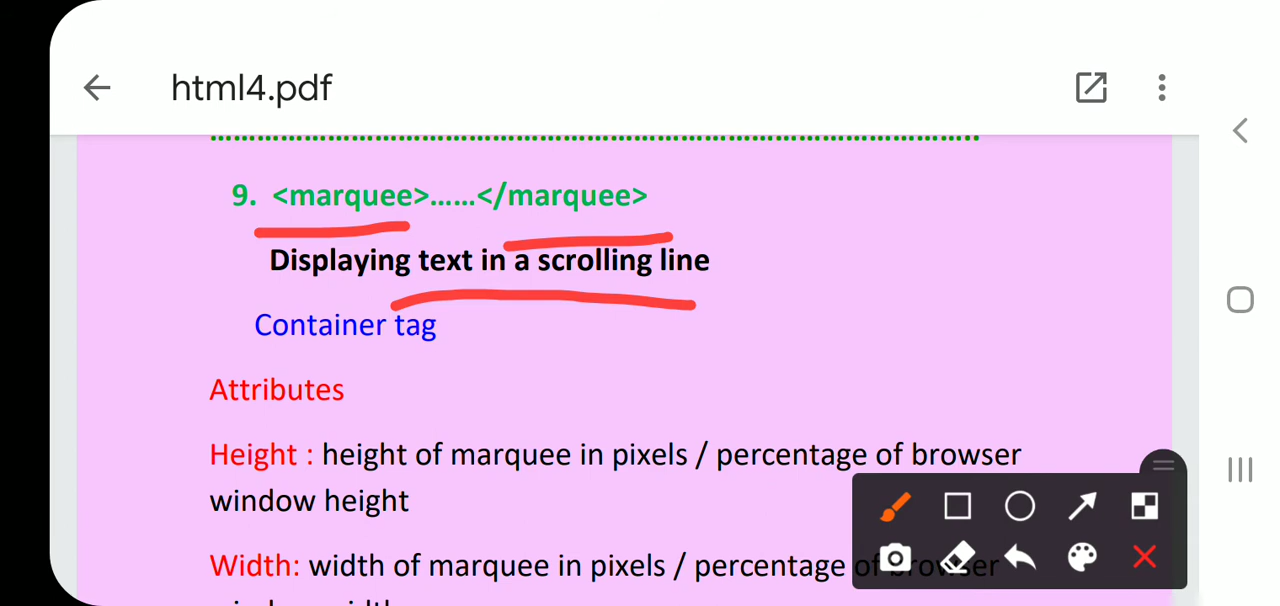 html4.pdf
9. <marquee>......</marquee>
Displaying text in a scrolling line
Container tag
Attributes
Height : height of marquee in pixels / percentage of browser
window height
Width: width of marquee in pixels / percentage of browser